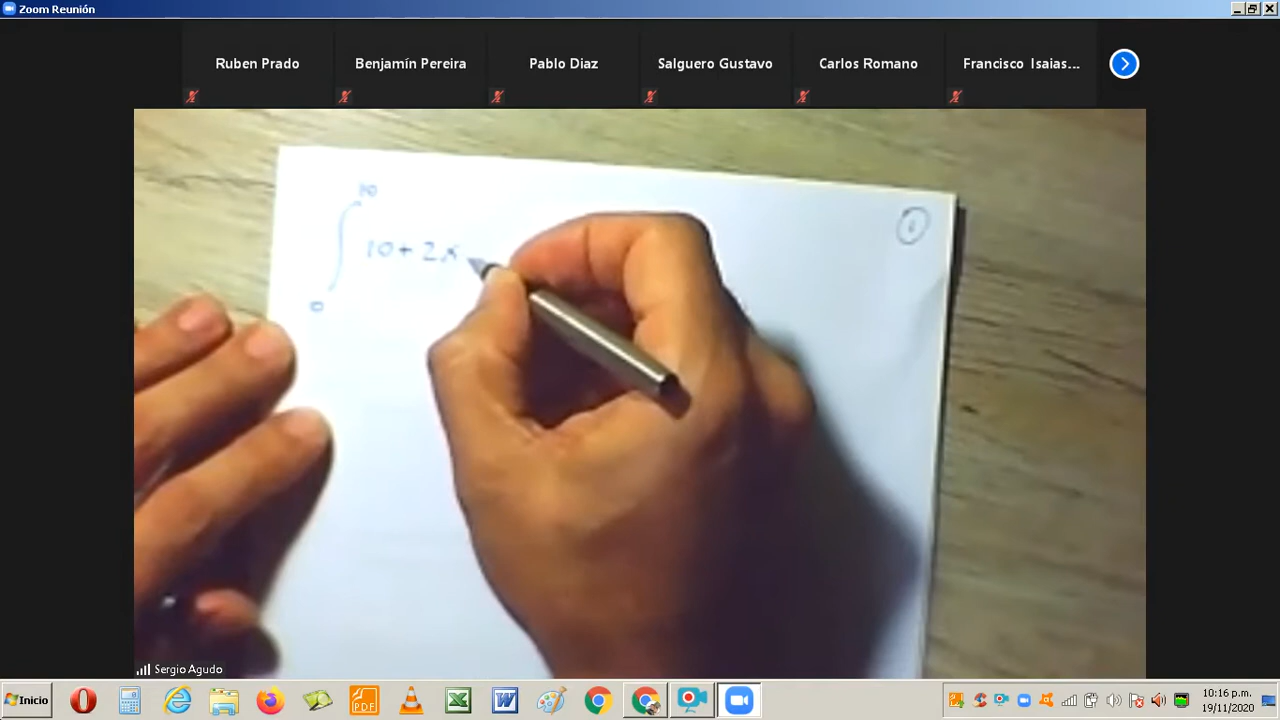 Zoom Reunión
Ruben Prado
Benjamín Pereira
Pablo Diaz
Salguero Gustavo
Carlos Romano
Francisco Isaias...
10
∫ 10 + 2x
0
Sergio Agudo
Inicio
PDF
10:16 p.m.
19/11/2020